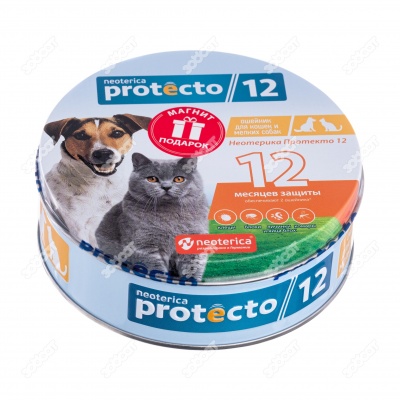 neoterica
protecto/12
МАГНИТ
ПОДАРОК
ОШЕЙНИК
ДЛЯ КОШЕК И
МЕЛКИХ СОБАК
Неотерика Протекто 12
12
месяцев защиты
neoterica
protecto
neoterica
protecto/12